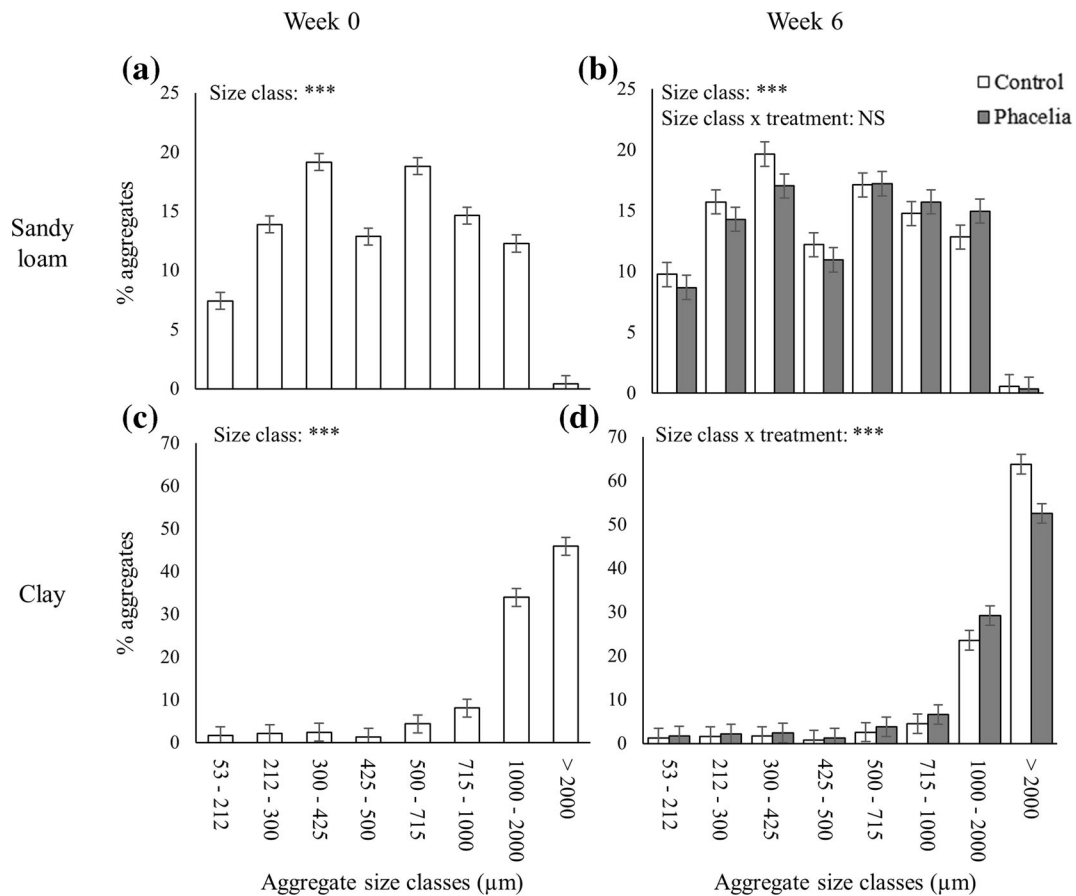 Week 0
Week 6
(a)
Size class: ***
25
20
15
10
5
0
% aggregates
Sandy
loam
(b)
Size class: ***
Size class x treatment: NS
Control
Phacelia
25
20
15
10
5
0
(c)
Size class: ***
70
60
50
40
30
20
10
0
% aggregates
Clay
53 - 212
212 - 300
300 - 425
425 - 500
500 - 715
715 - 1000
1000 - 2000
> 2000
Aggregate size classes (µm)
(d)
Size class x treatment: ***
70
60
50
40
30
20
10
0
53 - 212
212 - 300
300 - 425
425 - 500
500 - 715
715 - 1000
1000 - 2000
> 2000
Aggregate size classes (µm)